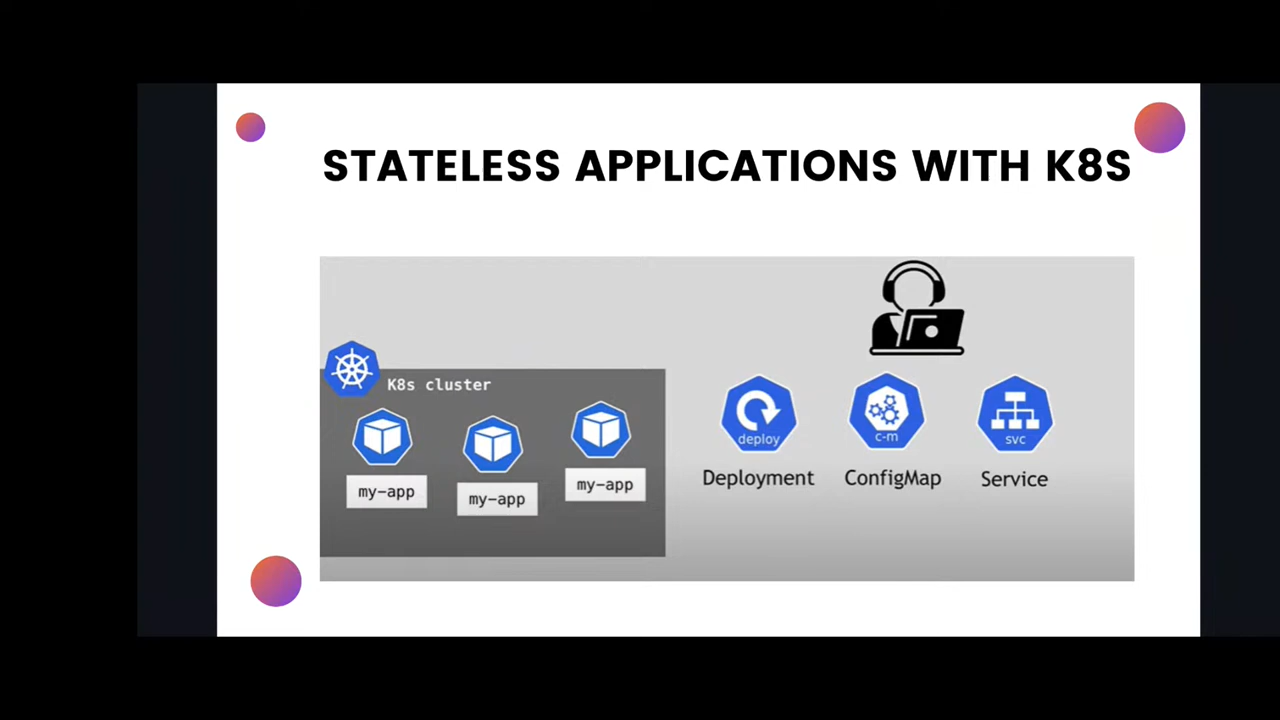 STATELESS APPLICATIONS WITH K8S
K8s cluster
my-app
my-app
my-app
deploy
c-m
svc
Deployment
ConfigMap
Service